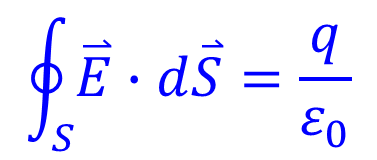 ∮_S E⃗ · dS⃗ = q/ε₀